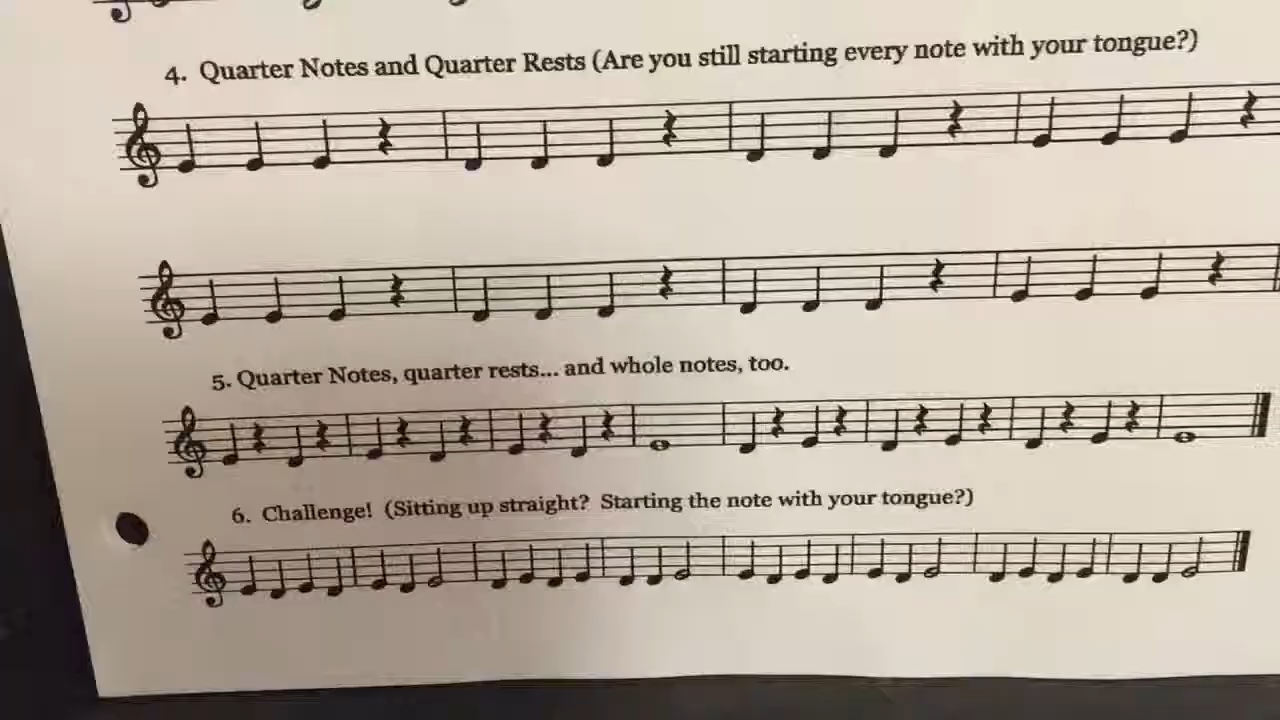 4. Quarter Notes and Quarter Rests (Are you still starting every note with your tongue?)
5. Quarter Notes, quarter rests... and whole notes, too.
6. Challenge! (Sitting up straight? Starting the note with your tongue?)